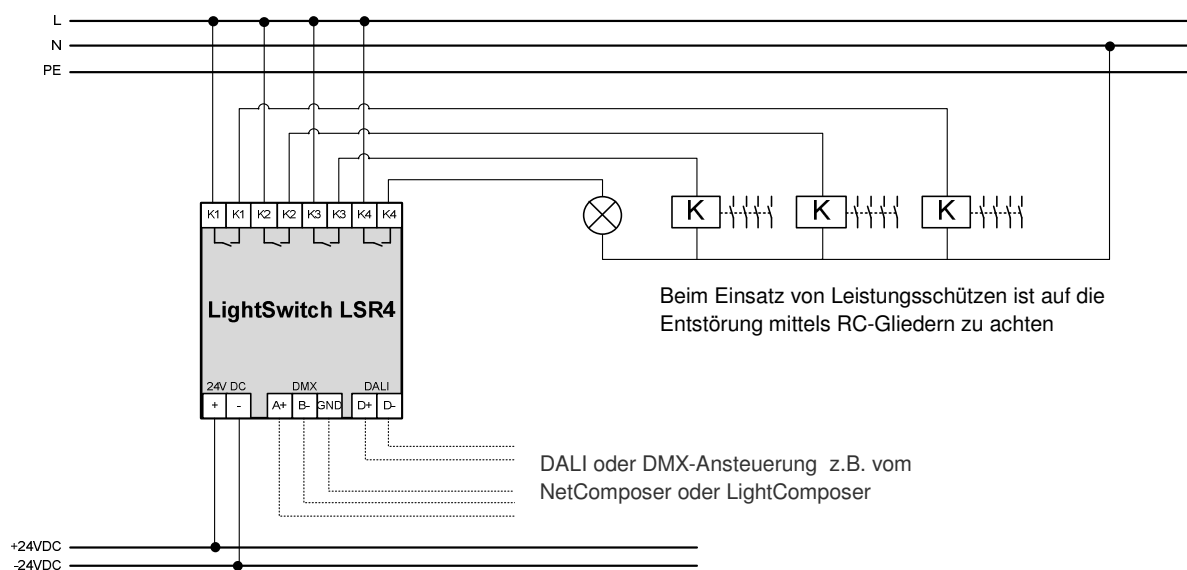 L
N
PE
K1 K1 K2 K2 K3 K3 K4 K4
K K K
LightSwitch LSR4
Beim Einsatz von Leistungsschützen ist auf die
Entstörung mittels RC-Gliedern zu achten
24V DC DMX DALI
+ - A+ B- GND D+ D-
DALI oder DMX-Ansteuerung z.B. vom
NetComposer oder LightComposer
+24VDC
-24VDC